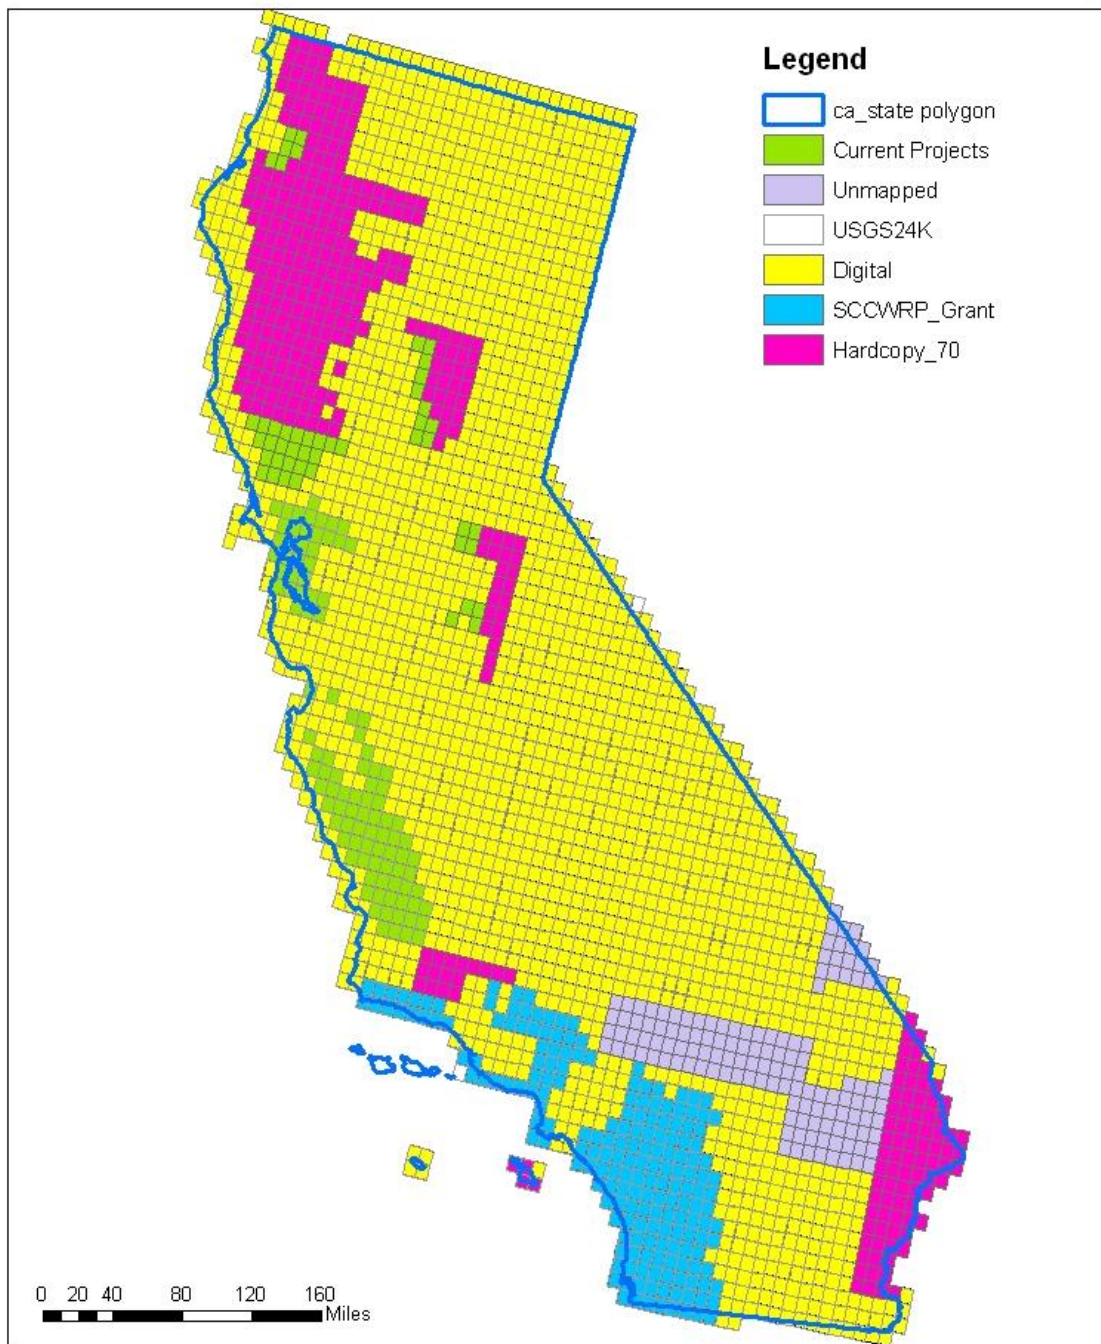 Legend
ca_state polygon
Current Projects
Unmapped
USGS24K
Digital
SCCWRP_Grant
Hardcopy_70
0 20 40 80 120 160
Miles